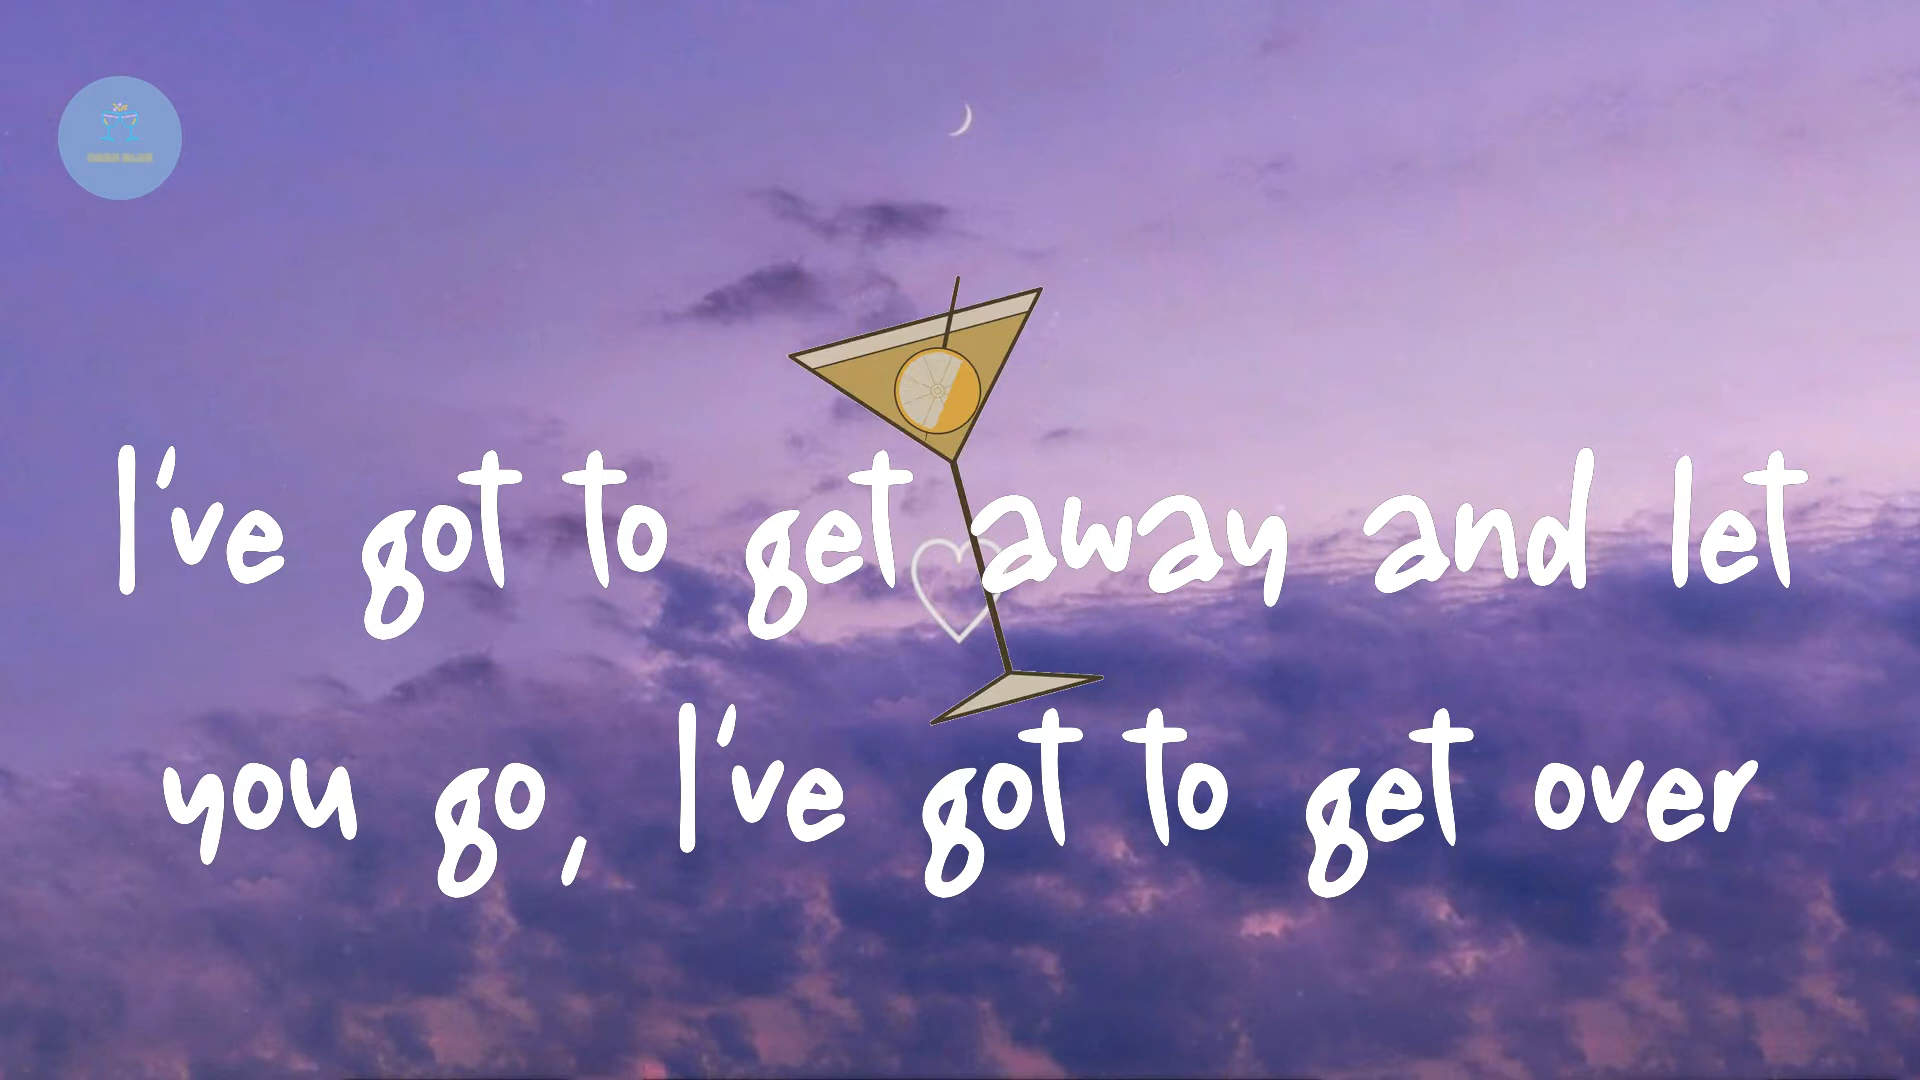 I've got to get away and let
you go, I've got to get over